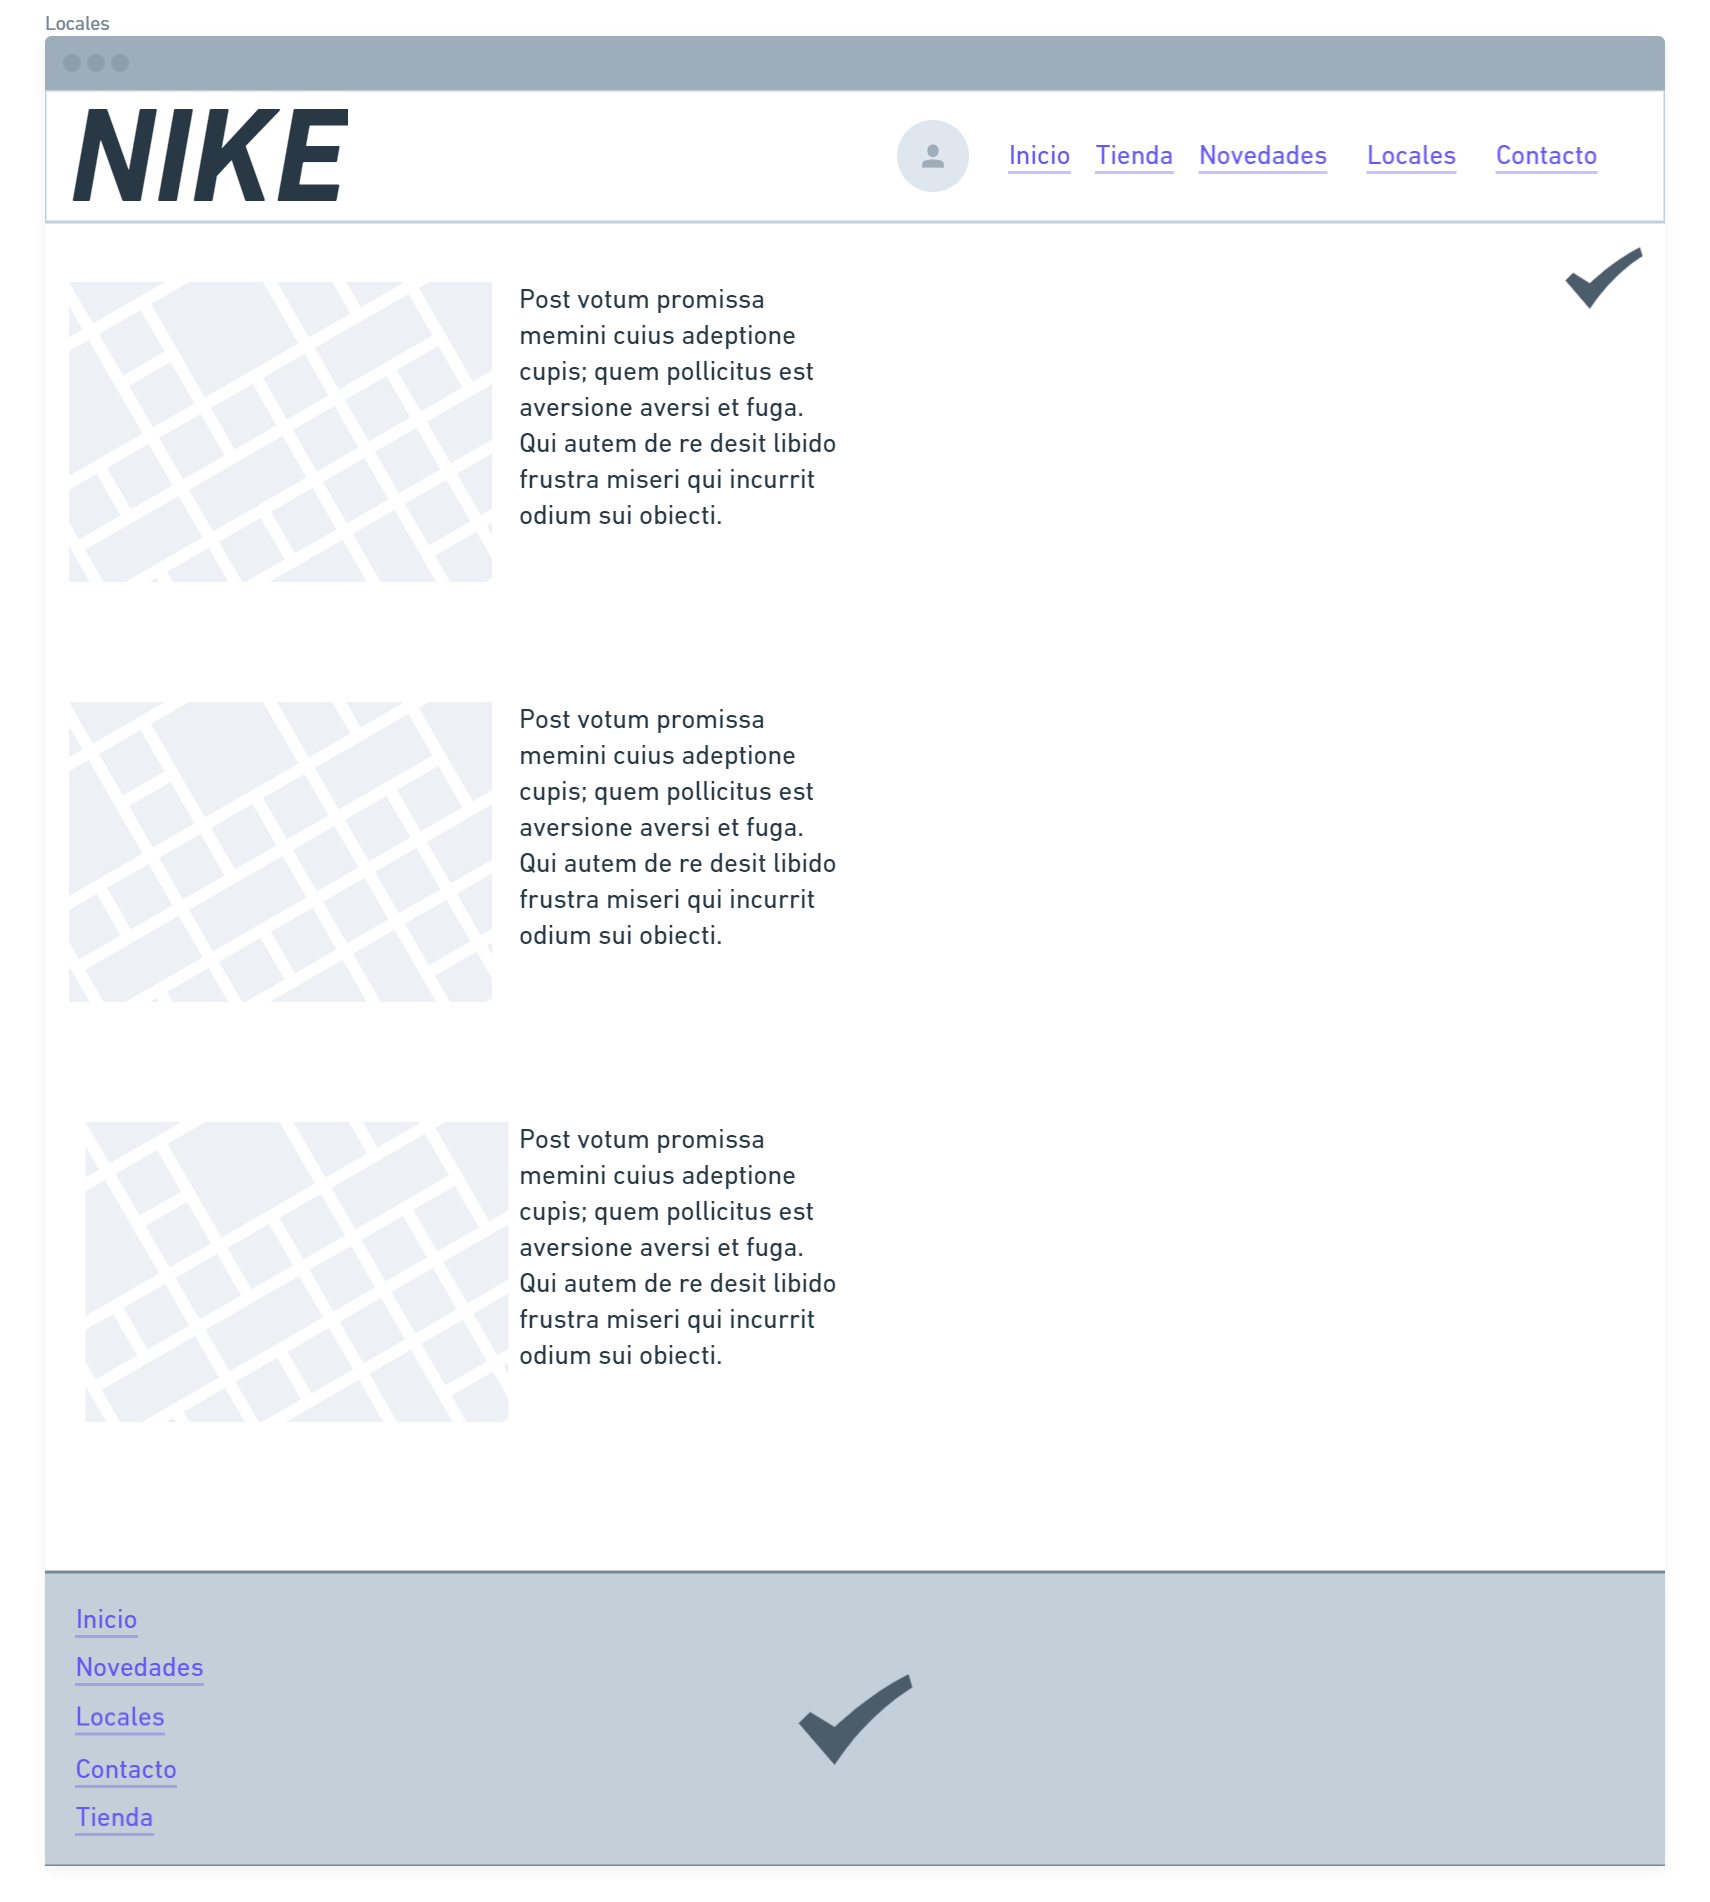 Locales
NIKE
Inicio Tienda Novedades Locales Contacto
Post votum promissa
memini cuius adeptione
cupis; quem pollicitus est
aversione aversi et fuga.
Qui autem de re desit libido
frustra miseri qui incurrit
odium sui obiecti.
Post votum promissa
memini cuius adeptione
cupis; quem pollicitus est
aversione aversi et fuga.
Qui autem de re desit libido
frustra miseri qui incurrit
odium sui obiecti.
Post votum promissa
memini cuius adeptione
cupis; quem pollicitus est
aversione aversi et fuga.
Qui autem de re desit libido
frustra miseri qui incurrit
odium sui obiecti.
Inicio
Novedades
Locales
Contacto
Tienda